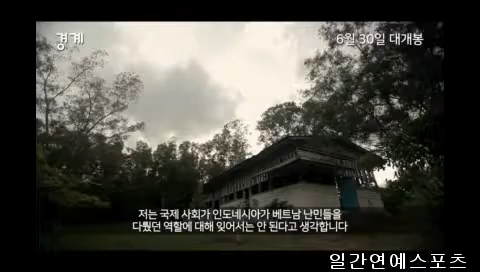 경계
6월 30일 대개봉
저는 국제 사회가 인도네시아가 베트남 난민들을
다뤘던 역할에 대해 잊어서는 안 된다고 생각합니다
일간연예스포츠